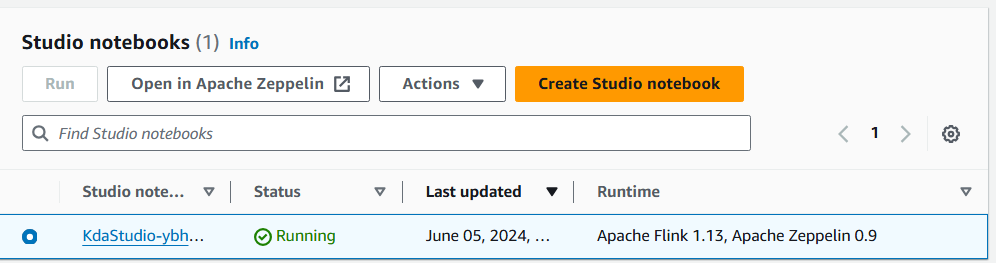 Studio notebooks (1) Info
Run Open in Apache Zeppelin Actions Create Studio notebook
Find Studio notebooks
1
Studio note... Status Last updated Runtime
KdaStudio-ybh... Running June 05, 2024, ... Apache Flink 1.13, Apache Zeppelin 0.9